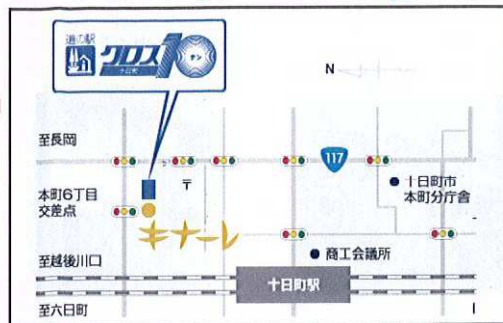 道の駅
クロス10
十日町
テン
N
至長岡
117
〒
十日町市
本町分庁舎
本町6丁目
交差点
キナーレ
商工会議所
至越後川口
十日町駅
至六日町